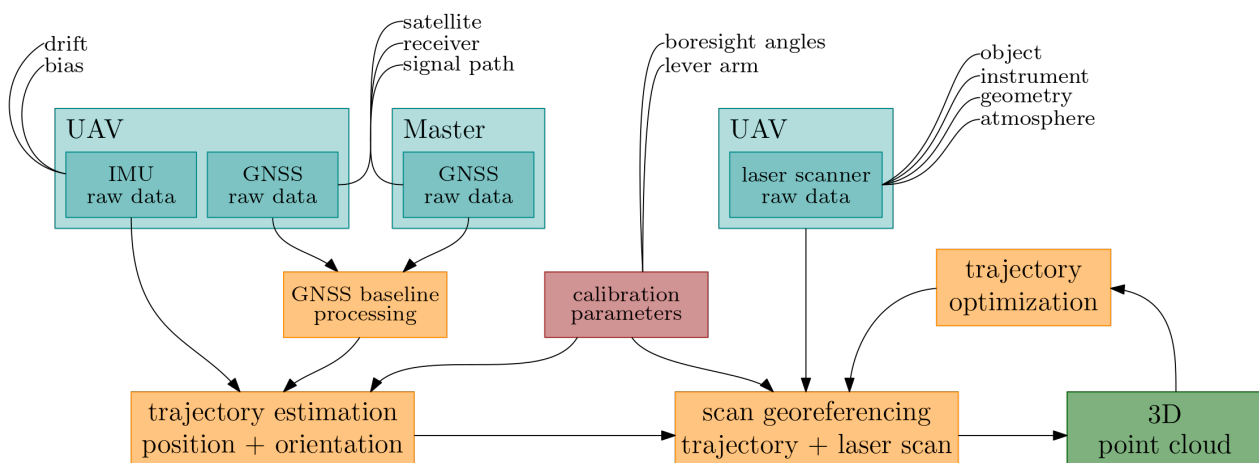 drift
bias
satellite
receiver
signal path
boresight angles
lever arm
object
instrument
geometry
atmosphere
UAV
IMU
raw data
GNSS
raw data
Master
GNSS
raw data
UAV
laser scanner
raw data
GNSS baseline
processing
calibration
parameters
trajectory
optimization
trajectory estimation
position + orientation
scan georeferencing
trajectory + laser scan
3D
point cloud